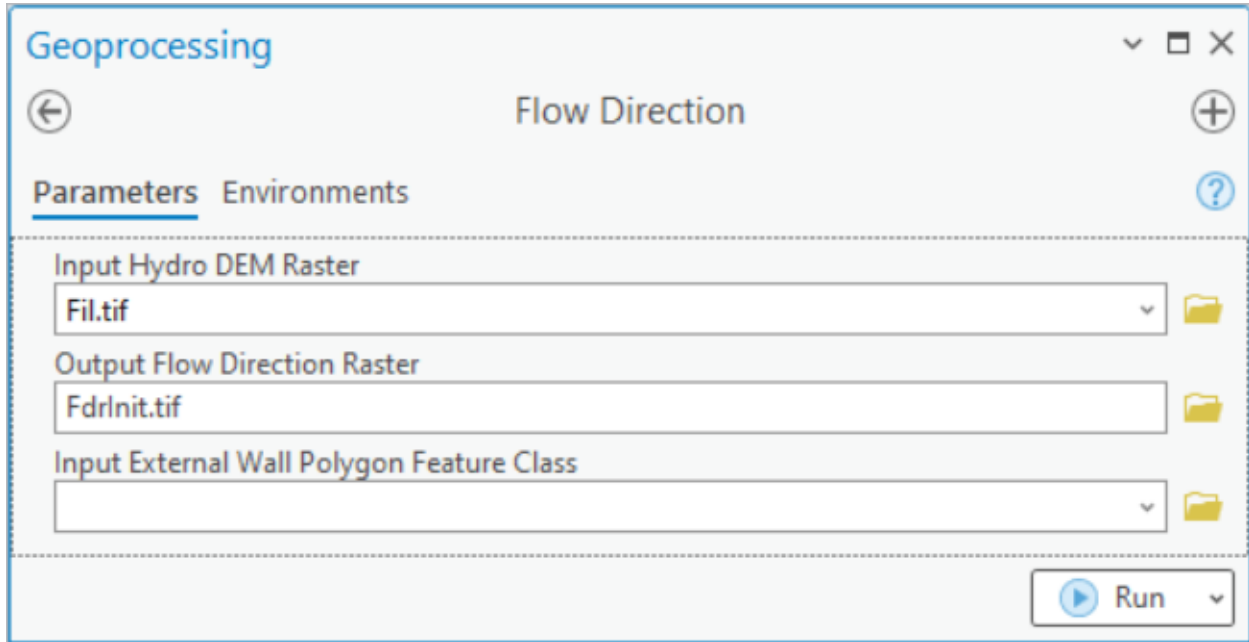 Geoprocessing
Flow Direction
Parameters Environments
Input Hydro DEM Raster
Fil.tif
Output Flow Direction Raster
FdrInit.tif
Input External Wall Polygon Feature Class
Run